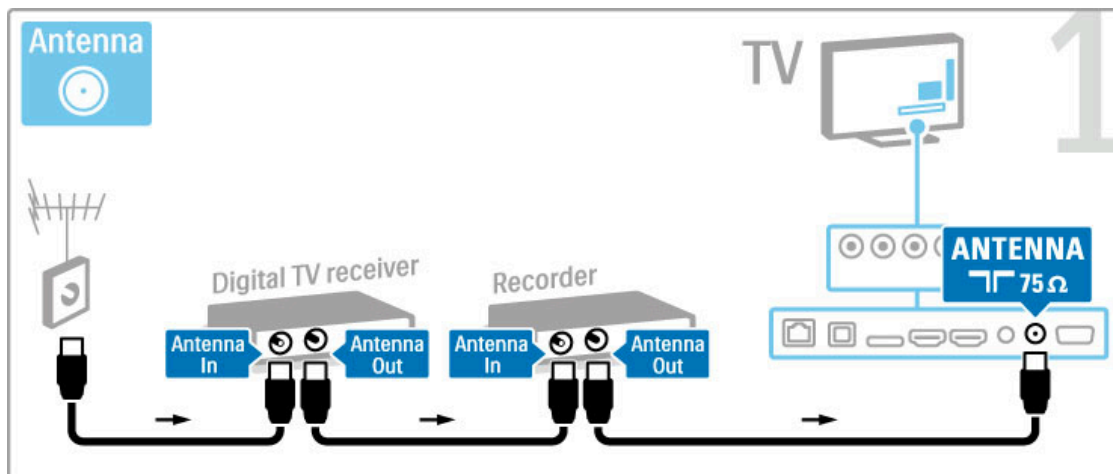 Antenna
TV
1
Digital TV receiver
Recorder
ANTENNA
75 Ω
Antenna
In
Antenna
Out
Antenna
In
Antenna
Out